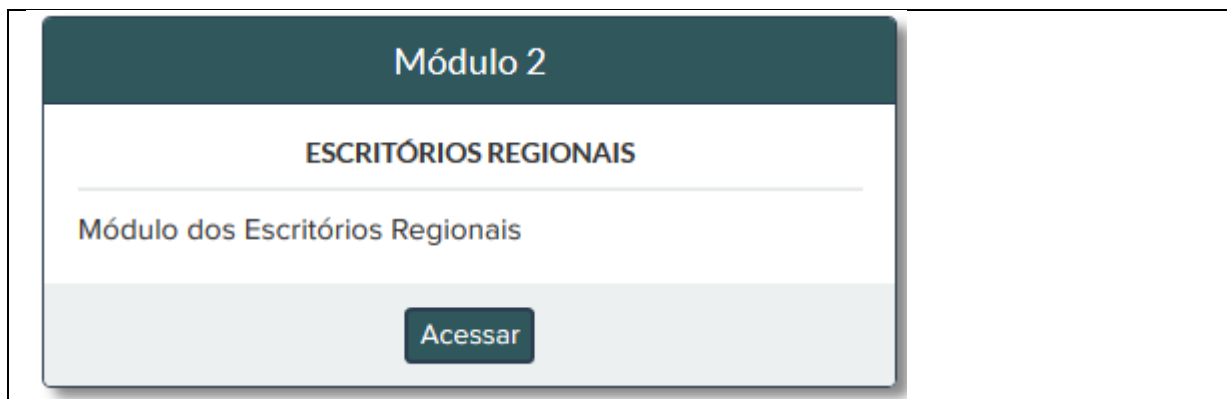 Módulo 2
ESCRITÓRIOS REGIONAIS
Módulo dos Escritórios Regionais
Acessar